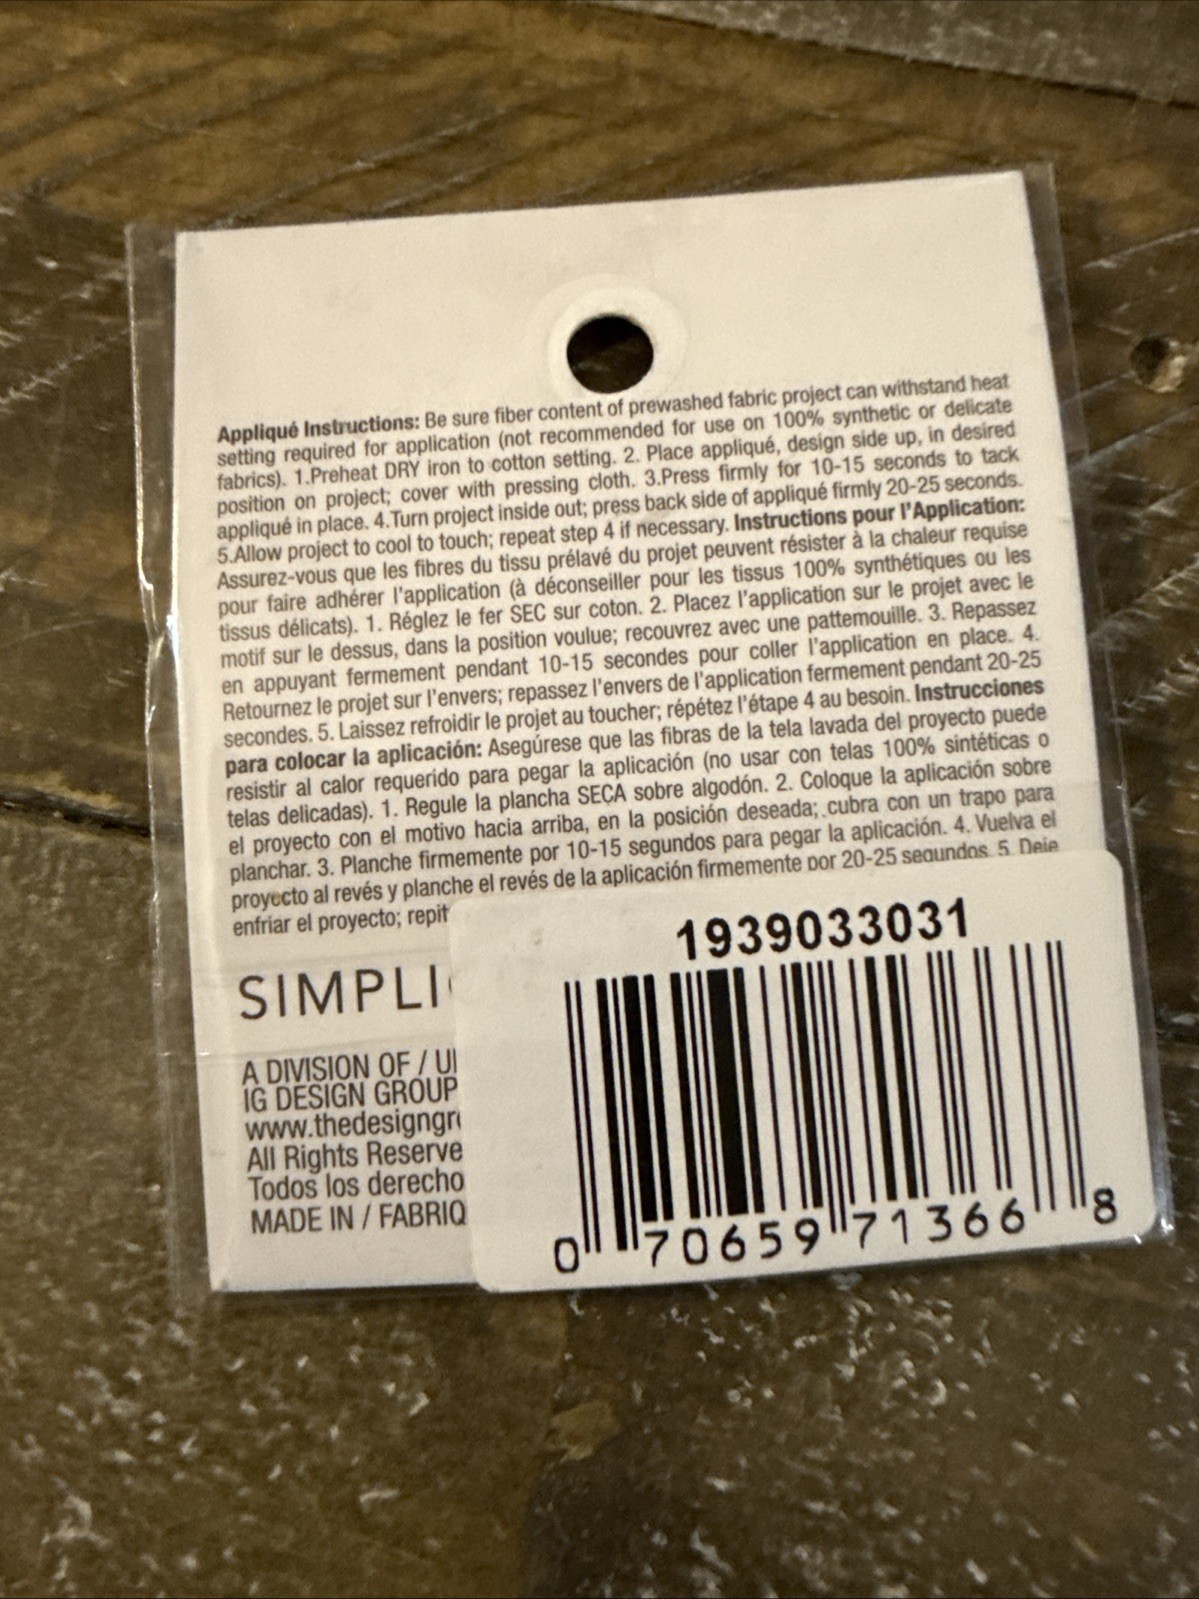 Appliqué Instructions: Be sure fiber content of prewashed fabric project can withstand heat
setting required for application (not recommended for use on 100% synthetic or delicate
fabrics). 1.Preheat DRY iron to cotton setting. 2. Place appliqué, design side up, in desired
position on project; cover with pressing cloth. 3.Press firmly for 10-15 seconds to tack
appliqué in place. 4.Turn project inside out; press back side of appliqué firmly 20-25 seconds.
5.Allow project to cool to touch; repeat step 4 if necessary. Instructions pour l'Application:
Assurez-vous que les fibres du tissu prélavé du projet peuvent résister à la chaleur requise
pour faire adhérer l'application (à déconseiller pour les tissus 100% synthétiques ou les
tissus délicats). 1. Réglez le fer SEC sur coton. 2. Placez l'application sur le projet avec le
motif sur le dessus, dans la position voulue; recouvrez avec une pattemouille. 3. Repassez
en appuyant fermement pendant 10-15 secondes pour coller l'application en place. 4.
Retournez le projet sur l'envers; repassez l'envers de l'application fermement pendant 20-25
secondes. 5. Laissez refroidir le projet au toucher; répétez l'étape 4 au besoin. Instrucciones
para colocar la aplicación: Asegúrese que las fibras de la tela lavada del proyecto puede
resistir al calor requerido para pegar la aplicación (no usar con telas 100% sintéticas o
telas delicadas). 1. Regule la plancha SECA sobre algodón. 2. Coloque la aplicación sobre
el proyecto con el motivo hacia arriba, en la posición deseada; cubra con un trapo para
planchar. 3. Planche firmemente por 10-15 segundos para pegar la aplicación. 4. Vuelva el
proyecto al revés y planche el revés de la aplicación firmemente por 20-25 segundos. 5. Deje
enfriar el proyecto; repit
SIMPLI
A DIVISION OF / U
IG DESIGN GROUP
www.thedesigngr
All Rights Reserve
Todos los derecho
MADE IN / FABRIQ
1939033031
0 70659 71366 8